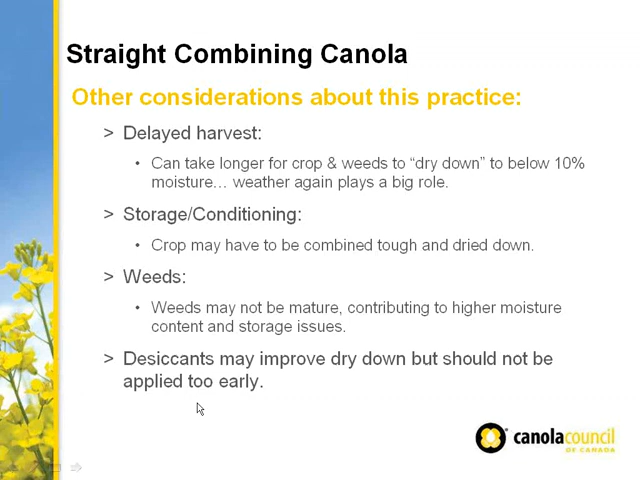 Straight Combining Canola
Other considerations about this practice:
> Delayed harvest:
• Can take longer for crop & weeds to “dry down” to below 10%
moisture… weather again plays a big role.
> Storage/Conditioning:
• Crop may have to be combined tough and dried down.
> Weeds:
• Weeds may not be mature, contributing to higher moisture
content and storage issues.
> Desiccants may improve dry down but should not be
applied too early.
canolacouncil
OF CANADA